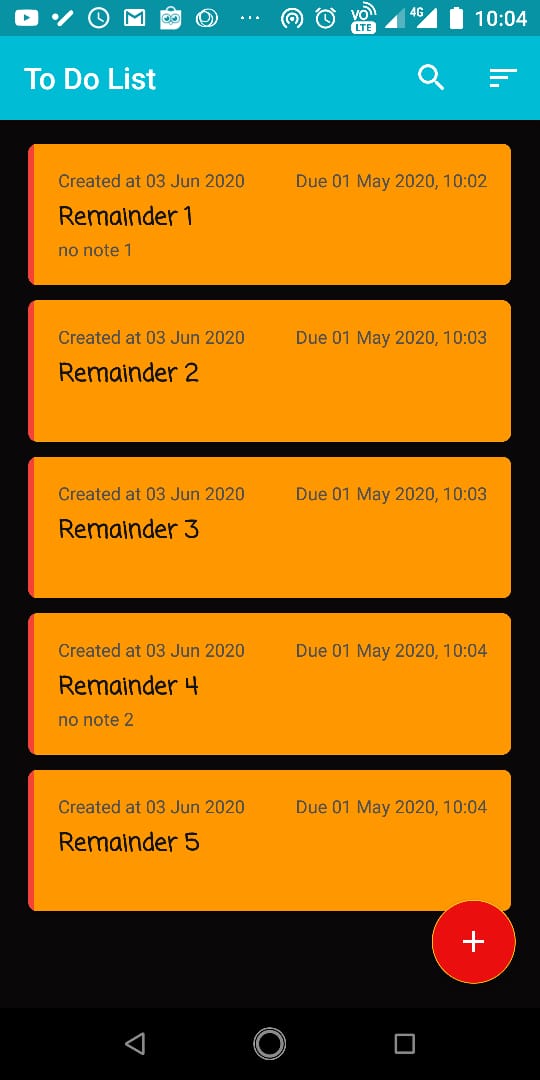 4G
VO
LTE
10:04
To Do List
Created at 03 Jun 2020 Due 01 May 2020, 10:02
Remainder 1
no note 1
Created at 03 Jun 2020 Due 01 May 2020, 10:03
Remainder 2
Created at 03 Jun 2020 Due 01 May 2020, 10:03
Remainder 3
Created at 03 Jun 2020 Due 01 May 2020, 10:04
Remainder 4
no note 2
Created at 03 Jun 2020 Due 01 May 2020, 10:04
Remainder 5